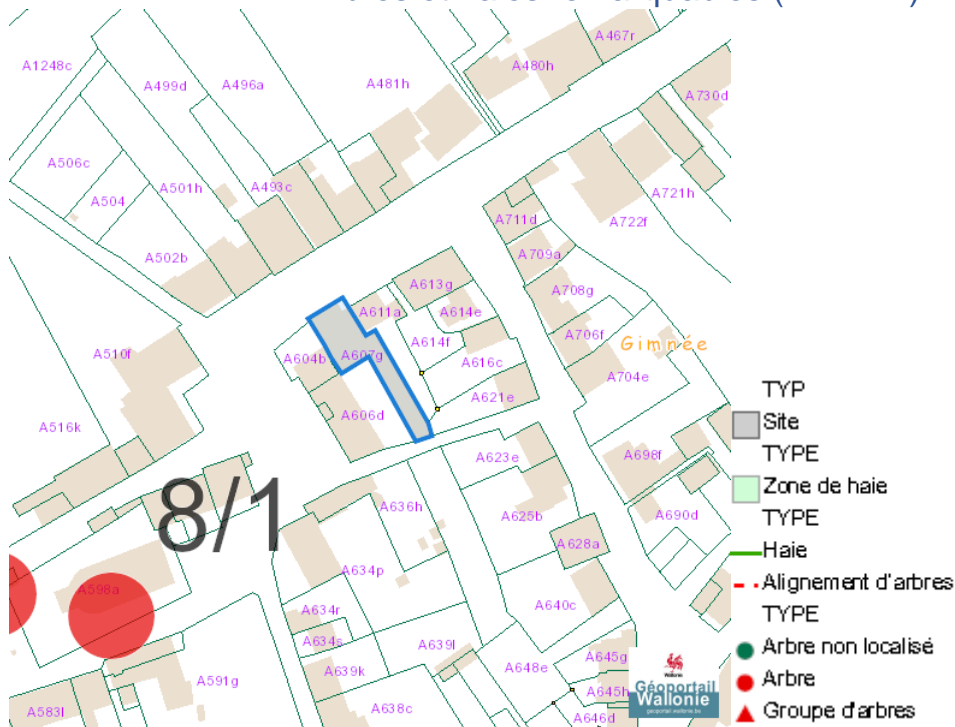 A467r
A1248c
A480h
A499d
A496a
A481h
A730d
A506c
A501h
A493c
A504
A721h
A711d
A722f
A502b
A709a
A613g
A708g
A611a
A614e
A706f
Gimnée
A510f
A604b
A607g
A614f
A616c
A704e
A516k
A606d
A621e
A623e
A698f
8/1
A636h
A625b
A690d
A628a
A634p
A598a
A640c
A634r
A634s
A639l
A645g
A591g
A639k
A648e
A645h
A583l
A638c
A646d
Wallonie
Géoportail
Wallonie
geoportail.wallonie.be
TYP
Site
TYPE
Zone de haie
TYPE
Haie
Alignement d'arbres
TYPE
Arbre non localisé
Arbre
Groupe d'arbres